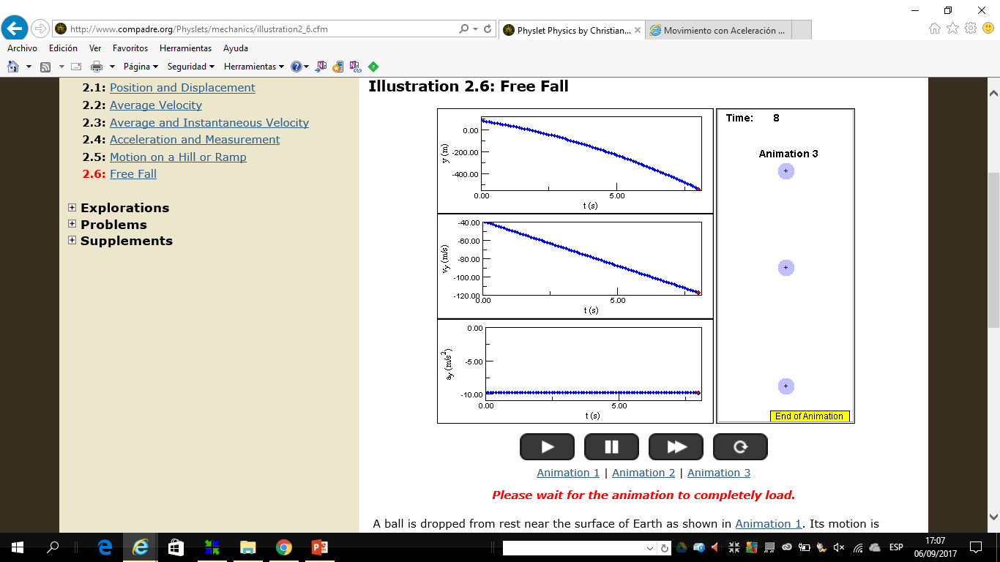 http://www.compadre.org/Physlets/mechanics/illustration2_6.cfm
Physlet Physics by Christian...
Movimiento con Aceleración ...
Archivo Edición Ver Favoritos Herramientas Ayuda
Página Seguridad Herramientas
2.1: Position and Displacement
2.2: Average Velocity
2.3: Average and Instantaneous Velocity
2.4: Acceleration and Measurement
2.5: Motion on a Hill or Ramp
2.6: Free Fall
Explorations
Problems
Supplements
Illustration 2.6: Free Fall
0.00
-200.00
-400.00
y (m)
0.00 5.00
t (s)
-40.00
-60.00
-80.00
-100.00
-120.00
vy (m/s)
0.00 5.00
t (s)
0.00
-5.00
-10.00
ay (m/s²)
0.00 5.00
t (s)
Time: 8
Animation 3
End of Animation
Animation 1 | Animation 2 | Animation 3
Please wait for the animation to completely load.
A ball is dropped from rest near the surface of Earth as shown in Animation 1. Its motion is
ESP
17:07
06/09/2017